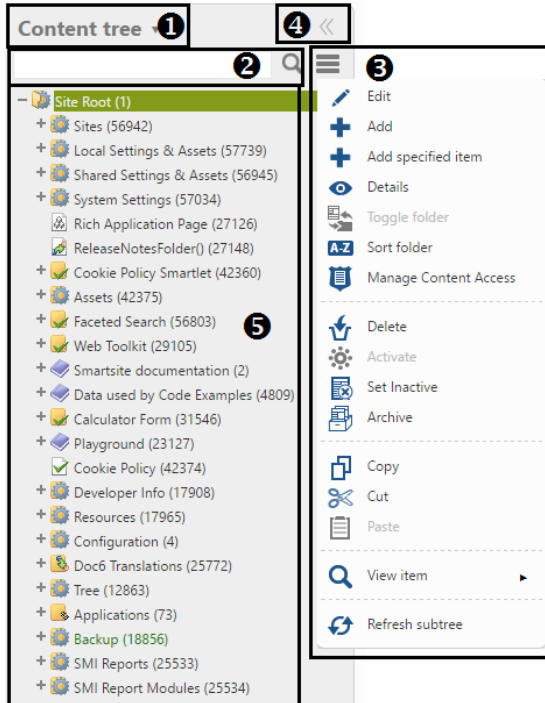 Content tree ❶
❹
❷
❸
Site Root (1)
Sites (56942)
Local Settings & Assets (57739)
Shared Settings & Assets (56945)
System Settings (57034)
Rich Application Page (27126)
ReleaseNotesFolder() (27148)
Cookie Policy Smartlet (42360)
Assets (42375)
Faceted Search (56803)
❺
Web Toolkit (29105)
Smartsite documentation (2)
Data used by Code Examples (4809)
Calculator Form (31546)
Playground (23127)
Cookie Policy (42374)
Developer Info (17908)
Resources (17965)
Configuration (4)
Doc6 Translations (25772)
Tree (12863)
Applications (73)
Backup (18856)
SMI Reports (25533)
SMI Report Modules (25534)
Edit
Add
Add specified item
Details
Toggle folder
A-Z Sort folder
Manage Content Access
Delete
Activate
Set Inactive
Archive
Copy
Cut
Paste
View item
Refresh subtree